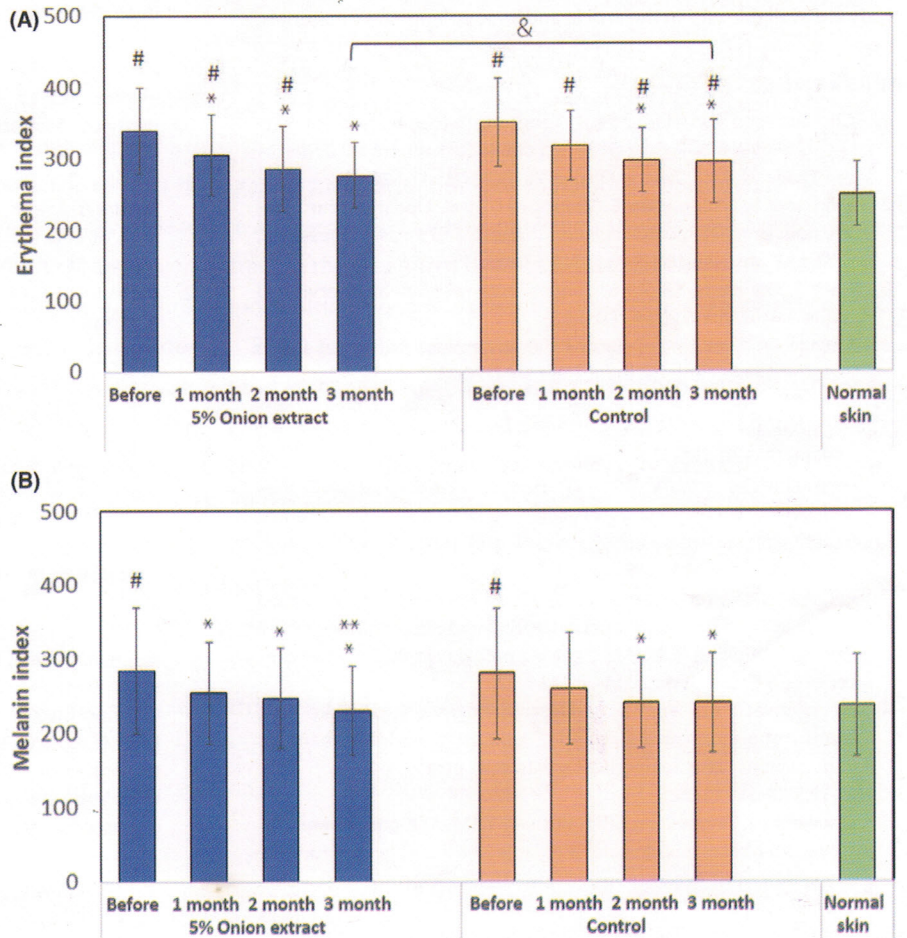 (A)
500
&
# # # # # # # #
* * * * *
400
300
200
100
0
Erythema index
Before 1 month 2 month 3 month Before 1 month 2 month 3 month Normal
5% Onion extract Control skin
(B)
500
400
# #
* * ** * *
*
300
200
100
0
Melanin index
Before 1 month 2 month 3 month Before 1 month 2 month 3 month Normal
5% Onion extract Control skin